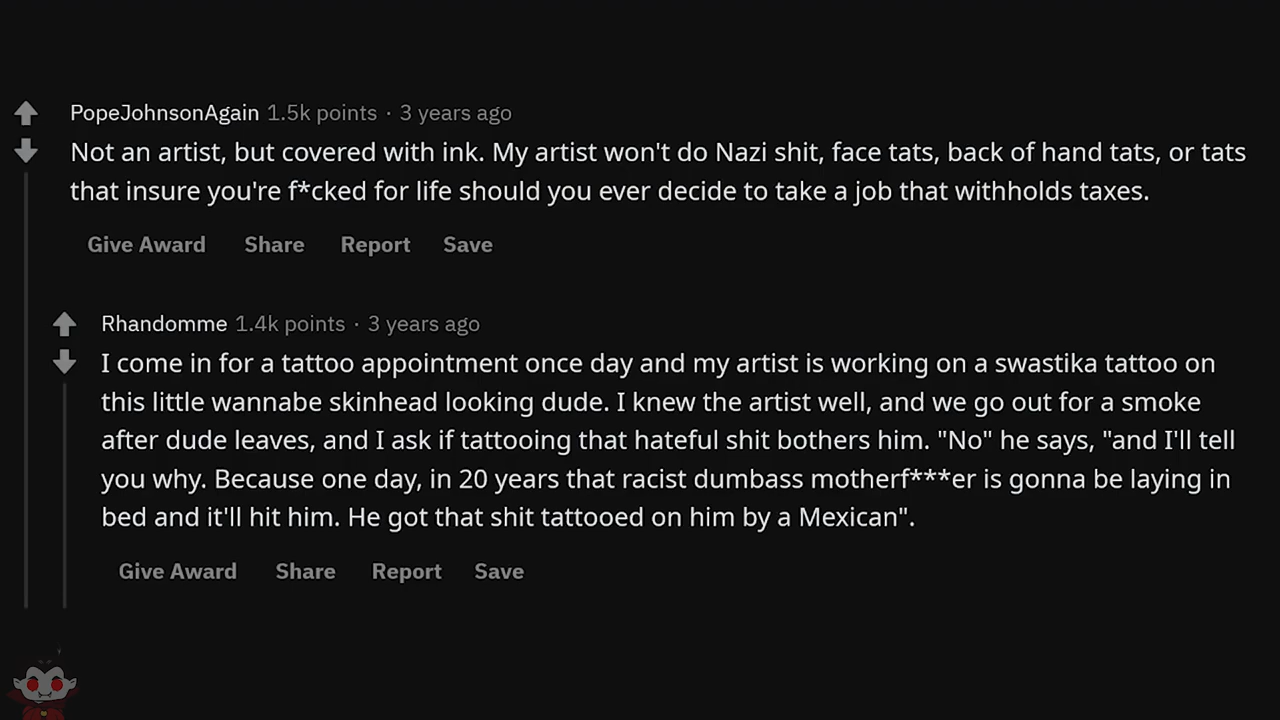 PopeJohnsonAgain 1.5k points · 3 years ago
Not an artist, but covered with ink. My artist won't do Nazi shit, face tats, back of hand tats, or tats
that insure you're f*cked for life should you ever decide to take a job that withholds taxes.
Give Award Share Report Save
Rhandomme 1.4k points · 3 years ago
I come in for a tattoo appointment once day and my artist is working on a swastika tattoo on
this little wannabe skinhead looking dude. I knew the artist well, and we go out for a smoke
after dude leaves, and I ask if tattooing that hateful shit bothers him. "No" he says, "and I'll tell
you why. Because one day, in 20 years that racist dumbass motherf***er is gonna be laying in
bed and it'll hit him. He got that shit tattooed on him by a Mexican".
Give Award Share Report Save